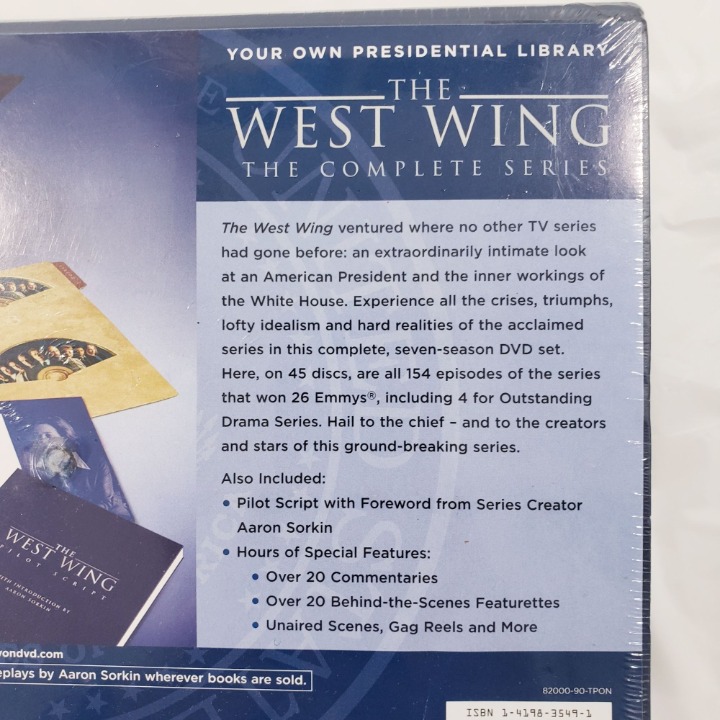 YOUR OWN PRESIDENTIAL LIBRARY
THE
WEST WING
THE COMPLETE SERIES
The West Wing ventured where no other TV series
had gone before: an extraordinarily intimate look
at an American President and the inner workings of
the White House. Experience all the crises, triumphs,
lofty idealism and hard realities of the acclaimed
series in this complete, seven-season DVD set.
Here, on 45 discs, are all 154 episodes of the series
that won 26 Emmys®, including 4 for Outstanding
Drama Series. Hail to the chief – and to the creators
and stars of this ground-breaking series.
Also Included:
• Pilot Script with Foreword from Series Creator
Aaron Sorkin
• Hours of Special Features:
• Over 20 Commentaries
• Over 20 Behind-the-Scenes Featurettes
• Unaired Scenes, Gag Reels and More
THE
WEST WING
PILOT SCRIPT
WITH INTRODUCTION BY
AARON SORKIN
vondvd.com
eplays by Aaron Sorkin wherever books are sold.
82000-90-TPON
ISBN 1-4198-3549-1